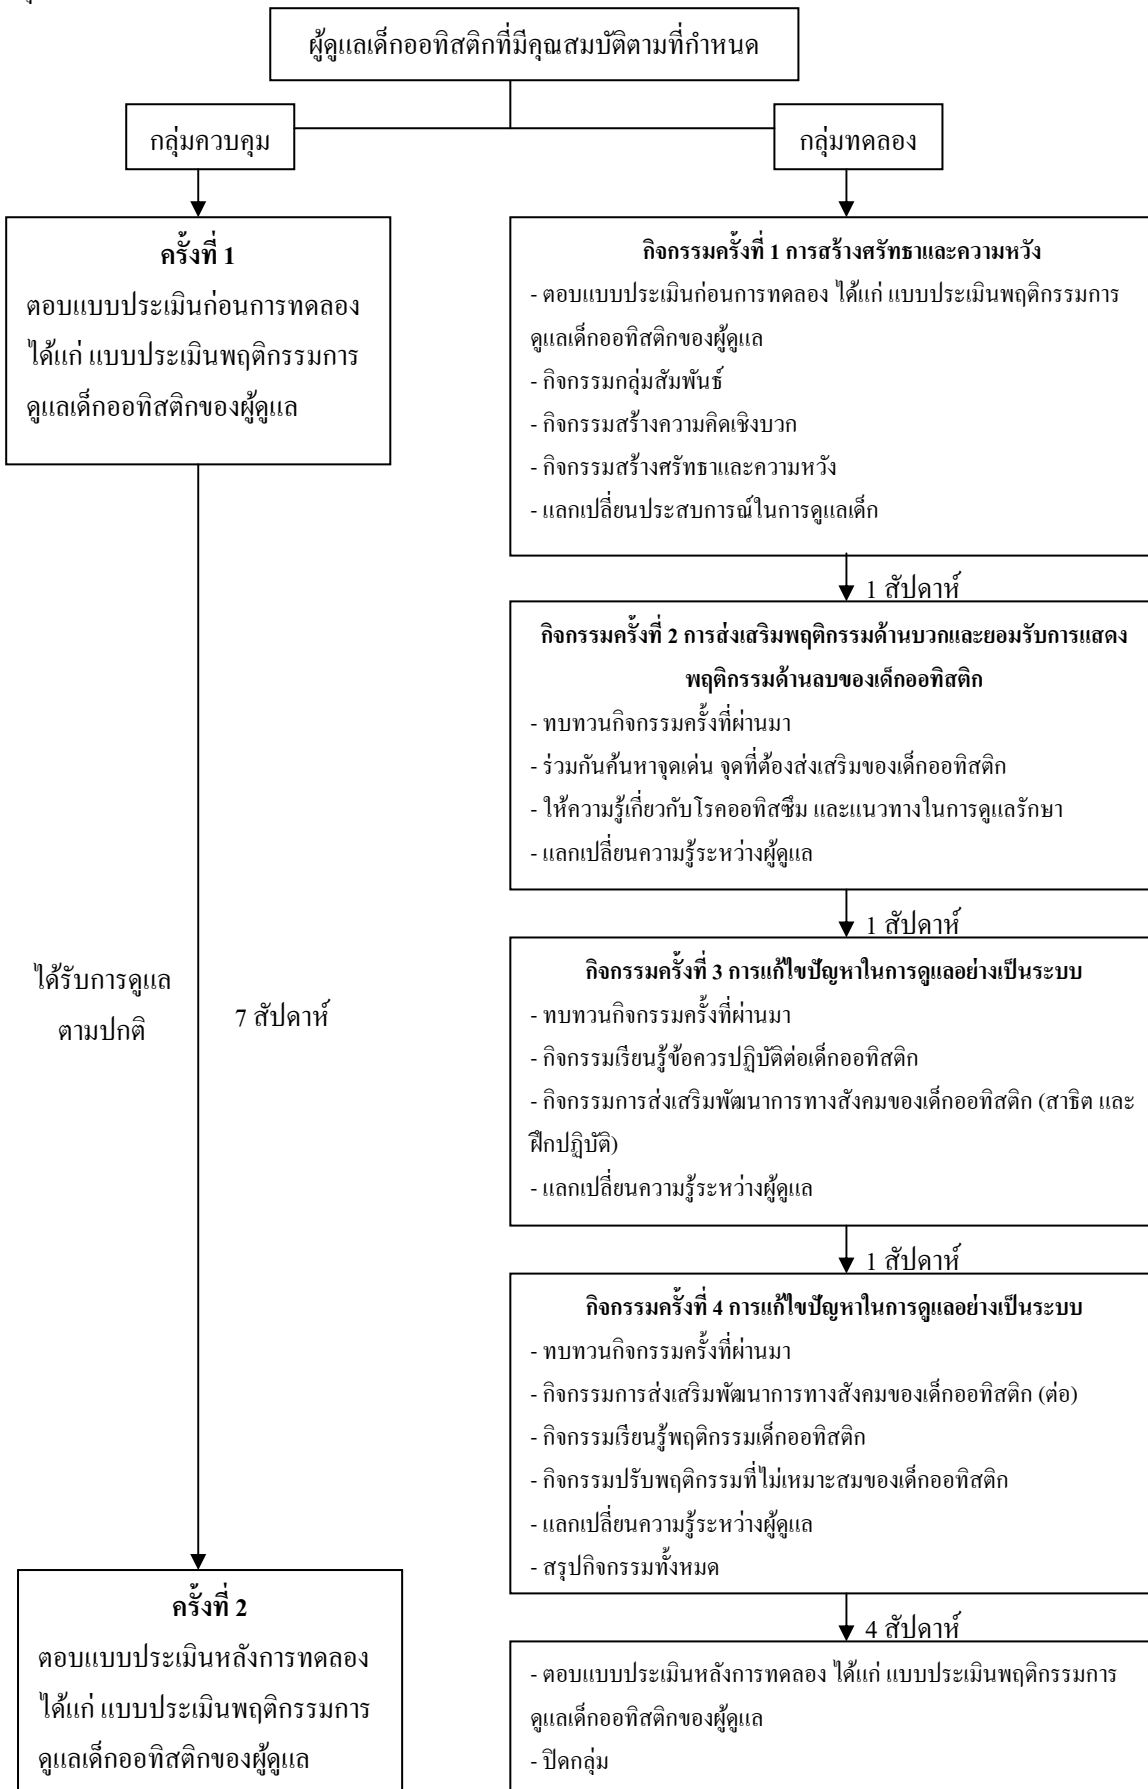 ผู้ดูแลเด็กออทิสติกที่มีคุณสมบัติตามที่กำหนด
กลุ่มควบคุม
กลุ่มทดลอง
ครั้งที่ 1
ตอบแบบประเมินก่อนการทดลอง
ได้แก่ แบบประเมินพฤติกรรมการ
ดูแลเด็กออทิสติกของผู้ดูแล
ได้รับการดูแล
ตามปกติ
7 สัปดาห์
ครั้งที่ 2
ตอบแบบประเมินหลังการทดลอง
ได้แก่ แบบประเมินพฤติกรรมการ
ดูแลเด็กออทิสติกของผู้ดูแล
กิจกรรมครั้งที่ 1 การสร้างศรัทธาและความหวัง
- ตอบแบบประเมินก่อนการทดลอง ได้แก่ แบบประเมินพฤติกรรมการ
ดูแลเด็กออทิสติกของผู้ดูแล
- กิจกรรมกลุ่มสัมพันธ์
- กิจกรรมสร้างความคิดเชิงบวก
- กิจกรรมสร้างศรัทธาและความหวัง
- แลกเปลี่ยนประสบการณ์ในการดูแลเด็ก
1 สัปดาห์
กิจกรรมครั้งที่ 2 การส่งเสริมพฤติกรรมด้านบวกและยอมรับการแสดง
พฤติกรรมด้านลบของเด็กออทิสติก
- ทบทวนกิจกรรมครั้งที่ผ่านมา
- ร่วมกันค้นหาจุดเด่น จุดที่ต้องส่งเสริมของเด็กออทิสติก
- ให้ความรู้เกี่ยวกับโรคออทิสซึม และแนวทางในการดูแลรักษา
- แลกเปลี่ยนความรู้ระหว่างผู้ดูแล
1 สัปดาห์
กิจกรรมครั้งที่ 3 การแก้ไขปัญหาในการดูแลอย่างเป็นระบบ
- ทบทวนกิจกรรมครั้งที่ผ่านมา
- กิจกรรมเรียนรู้ข้อควรปฏิบัติต่อเด็กออทิสติก
- กิจกรรมการส่งเสริมพัฒนาการทางสังคมของเด็กออทิสติก (สาธิต และ
ฝึกปฏิบัติ)
- แลกเปลี่ยนความรู้ระหว่างผู้ดูแล
1 สัปดาห์
กิจกรรมครั้งที่ 4 การแก้ไขปัญหาในการดูแลอย่างเป็นระบบ
- ทบทวนกิจกรรมครั้งที่ผ่านมา
- กิจกรรมการส่งเสริมพัฒนาการทางสังคมของเด็กออทิสติก (ต่อ)
- กิจกรรมเรียนรู้พฤติกรรมเด็กออทิสติก
- กิจกรรมปรับพฤติกรรมที่ไม่เหมาะสมของเด็กออทิสติก
- แลกเปลี่ยนความรู้ระหว่างผู้ดูแล
- สรุปกิจกรรมทั้งหมด
4 สัปดาห์
- ตอบแบบประเมินหลังการทดลอง ได้แก่ แบบประเมินพฤติกรรมการ
ดูแลเด็กออทิสติกของผู้ดูแล
- ปิดกลุ่ม